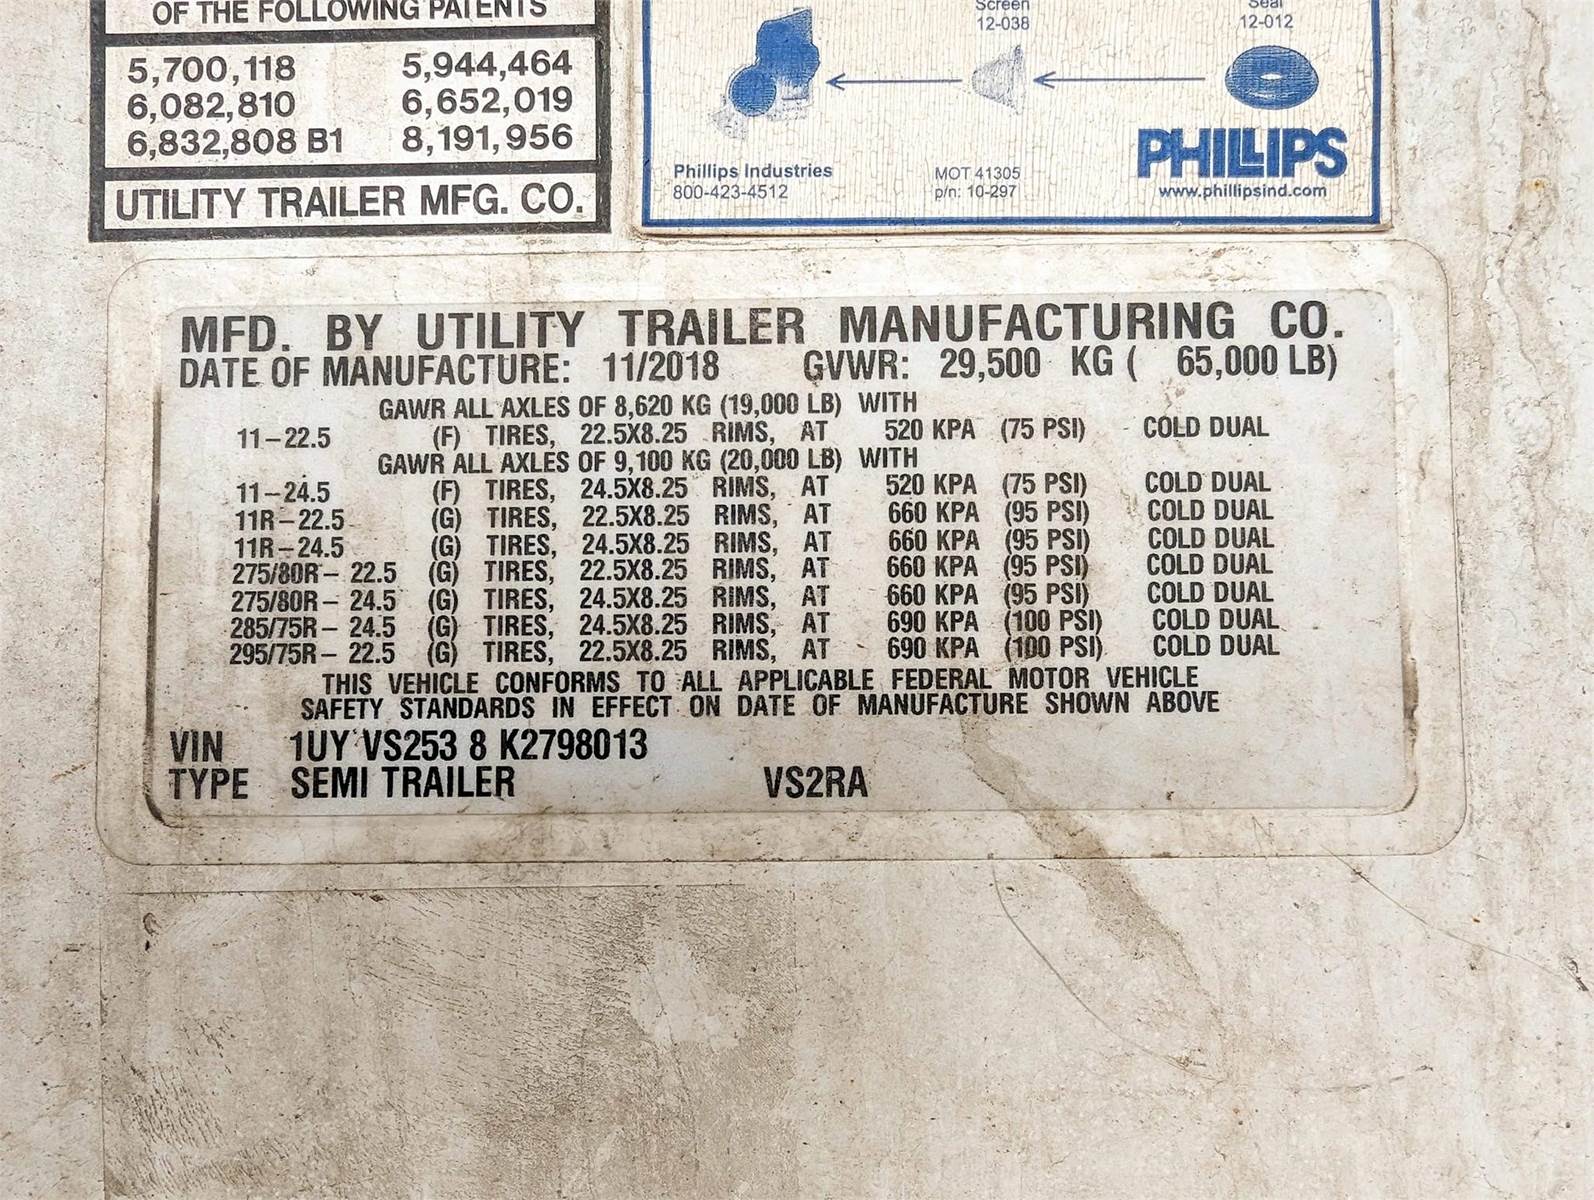 OF THE FOLLOWING PATENTS
5,700,118 5,944,464
6,082,810 6,652,019
6,832,808 B1 8,191,956
UTILITY TRAILER MFG. CO.
Screen
12-038
Seal
12-012
PHILLIPS
Phillips Industries
800-423-4512
MOT 41305
p/n: 10-297
www.phillipsind.com
MFD. BY UTILITY TRAILER MANUFACTURING CO.
DATE OF MANUFACTURE: 11/2018 GVWR: 29,500 KG ( 65,000 LB)
GAWR ALL AXLES OF 8,620 KG (19,000 LB) WITH
11-22.5 (F) TIRES, 22.5X8.25 RIMS, AT 520 KPA (75 PSI) COLD DUAL
GAWR ALL AXLES OF 9,100 KG (20,000 LB) WITH
11-24.5 (F) TIRES, 24.5X8.25 RIMS, AT 520 KPA (75 PSI) COLD DUAL
11R-22.5 (G) TIRES, 22.5X8.25 RIMS, AT 660 KPA (95 PSI) COLD DUAL
11R-24.5 (G) TIRES, 24.5X8.25 RIMS, AT 660 KPA (95 PSI) COLD DUAL
275/80R- 22.5 (G) TIRES, 22.5X8.25 RIMS, AT 660 KPA (95 PSI) COLD DUAL
275/80R- 24.5 (G) TIRES, 24.5X8.25 RIMS, AT 660 KPA (95 PSI) COLD DUAL
285/75R- 24.5 (G) TIRES, 24.5X8.25 RIMS, AT 690 KPA (100 PSI) COLD DUAL
295/75R- 22.5 (G) TIRES, 22.5X8.25 RIMS, AT 690 KPA (100 PSI) COLD DUAL
THIS VEHICLE CONFORMS TO ALL APPLICABLE FEDERAL MOTOR VEHICLE
SAFETY STANDARDS IN EFFECT ON DATE OF MANUFACTURE SHOWN ABOVE
VIN 1UY VS253 8 K2798013
TYPE SEMI TRAILER VS2RA